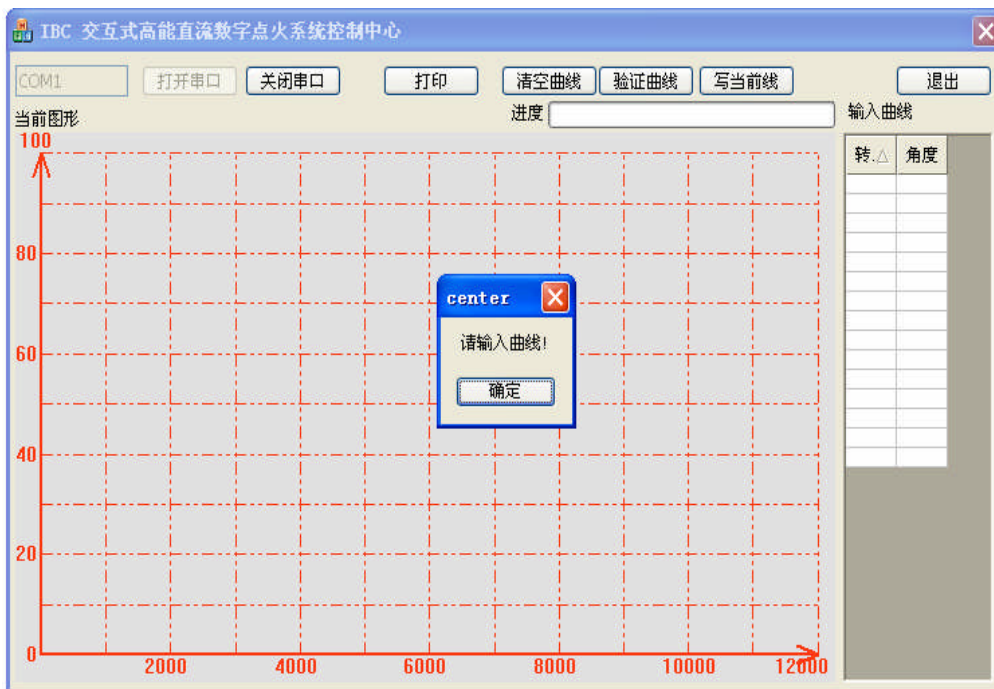 IBC 交互式高能直流数字点火系统控制中心
COM1 打开串口 关闭串口 打印 清空曲线 验证曲线 写当前线 退出
当前图形 进度 输入曲线
100
转.△ 角度
80
center
请输入曲线!
60
确定
40
20
0
2000 4000 6000 8000 10000 12000